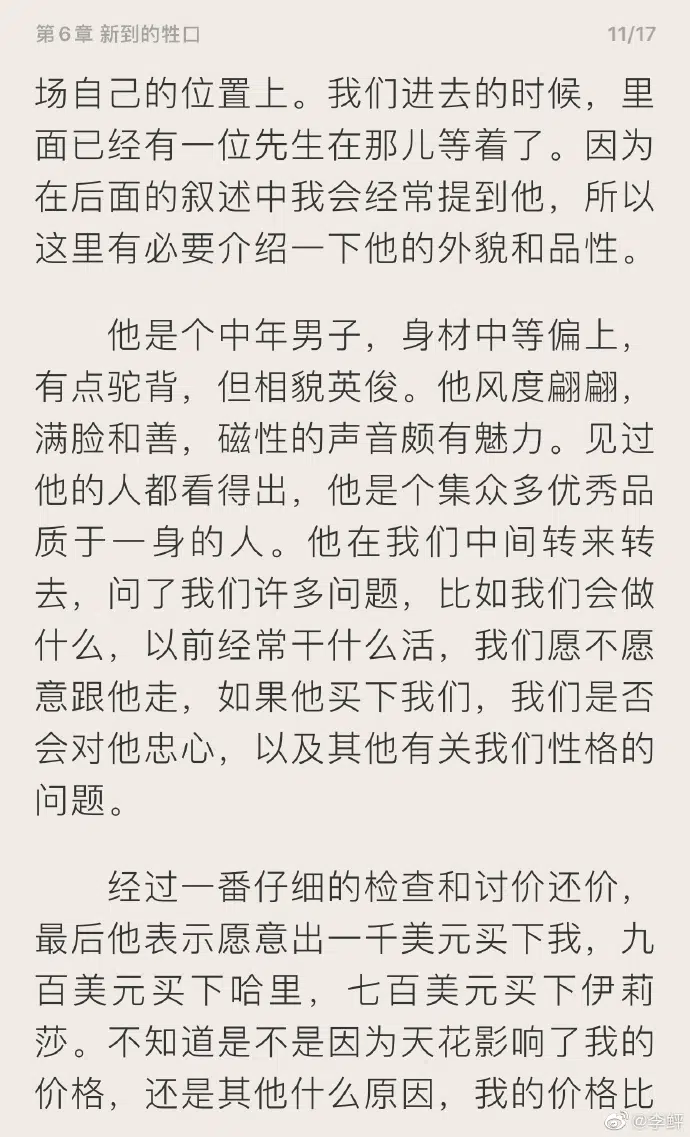 第6章 新到的牲口
11/17
场自己的位置上。我们进去的时候，里
面已经有一位先生在那儿等着了。因为
在后面的叙述中我会经常提到他，所以
这里有必要介绍一下他的外貌和品性。
他是个中年男子，身材中等偏上，
有点驼背，但相貌英俊。他风度翩翩，
满脸和善，磁性的声音颇有魅力。见过
他的人都看得出，他是个集众多优秀品
质于一身的人。他在我们中间转来转
去，问了我们许多问题，比如我们会做
什么，以前经常干什么活，我们愿不愿
意跟他走，如果他买下我们，我们是否
会对他忠心，以及其他有关我们性格的
问题。
经过一番仔细的检查和讨价还价，
最后他表示愿意出一千美元买下我，九
百美元买下哈里，七百美元买下伊莉
莎。不知道是不是因为天花影响了我的
价格，还是其他什么原因，我的价格比